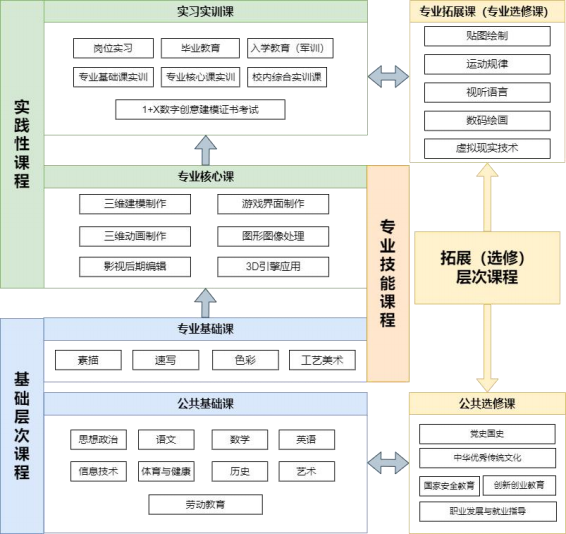 实习实训课
岗位实习
毕业教育
入学教育（军训）
专业基础课实训
专业核心课实训
校内综合实训课
1+X数字创意建模证书考试
专业拓展课（专业选修课）
贴图绘制
运动规律
视听语言
数码绘画
虚拟现实技术
实践性课程
专业核心课
三维建模制作
游戏界面制作
三维动画制作
图形图像处理
影视后期编辑
3D引擎应用
专业技能课程
拓展（选修）
层次课程
专业基础课
素描
速写
色彩
工艺美术
基础层次课程
公共基础课
思想政治
语文
数学
英语
信息技术
体育与健康
历史
艺术
劳动教育
公共选修课
党史国史
中华优秀传统文化
国家安全教育
创新创业教育
职业发展与就业指导